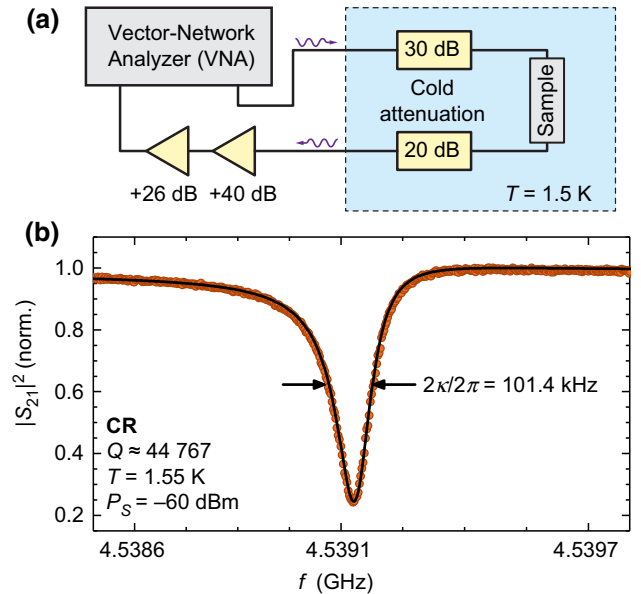 (a)
Vector-Network
Analyzer (VNA)
30 dB
Cold
attenuation
20 dB
Sample
+26 dB
+40 dB
T = 1.5 K
(b)
1.0
0.8
0.6
0.4
0.2
|S21|² (norm.)
2κ/2π = 101.4 kHz
CR
Q ≈ 44 767
T = 1.55 K
PS = –60 dBm
4.5386
4.5391
4.5397
f (GHz)